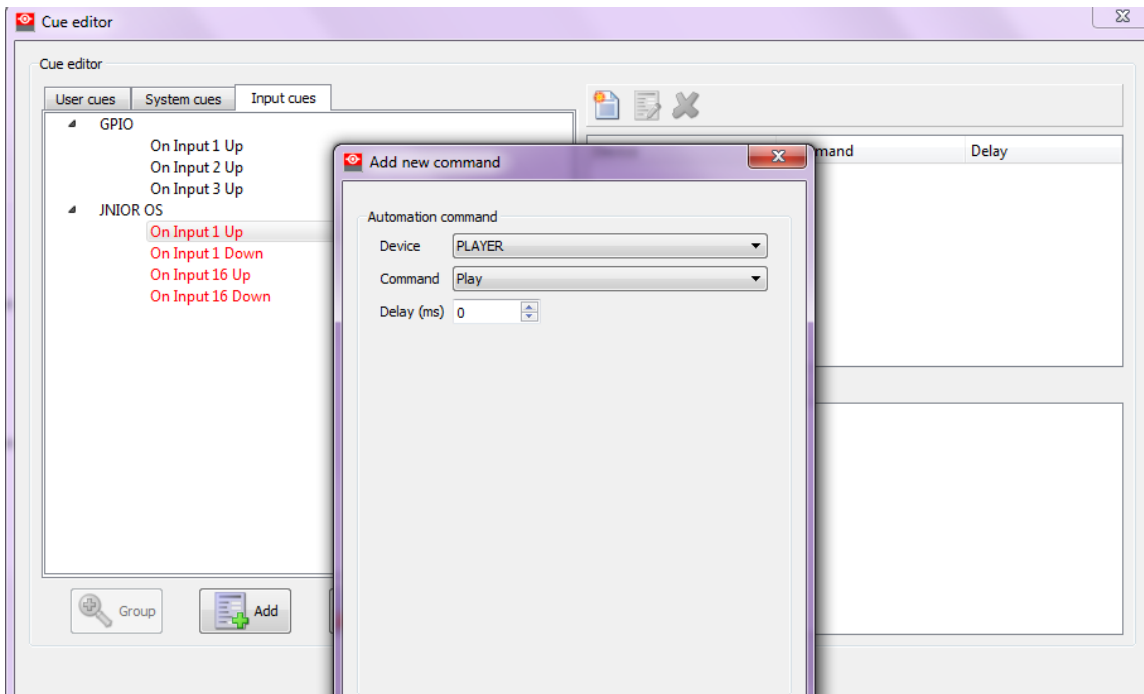 Cue editor
Cue editor
User cues System cues Input cues
GPIO
On Input 1 Up
On Input 2 Up
On Input 3 Up
JNIOR OS
On Input 1 Up
On Input 1 Down
On Input 16 Up
On Input 16 Down
Group Add
mand Delay
Add new command
Automation command
Device PLAYER
Command Play
Delay (ms) 0